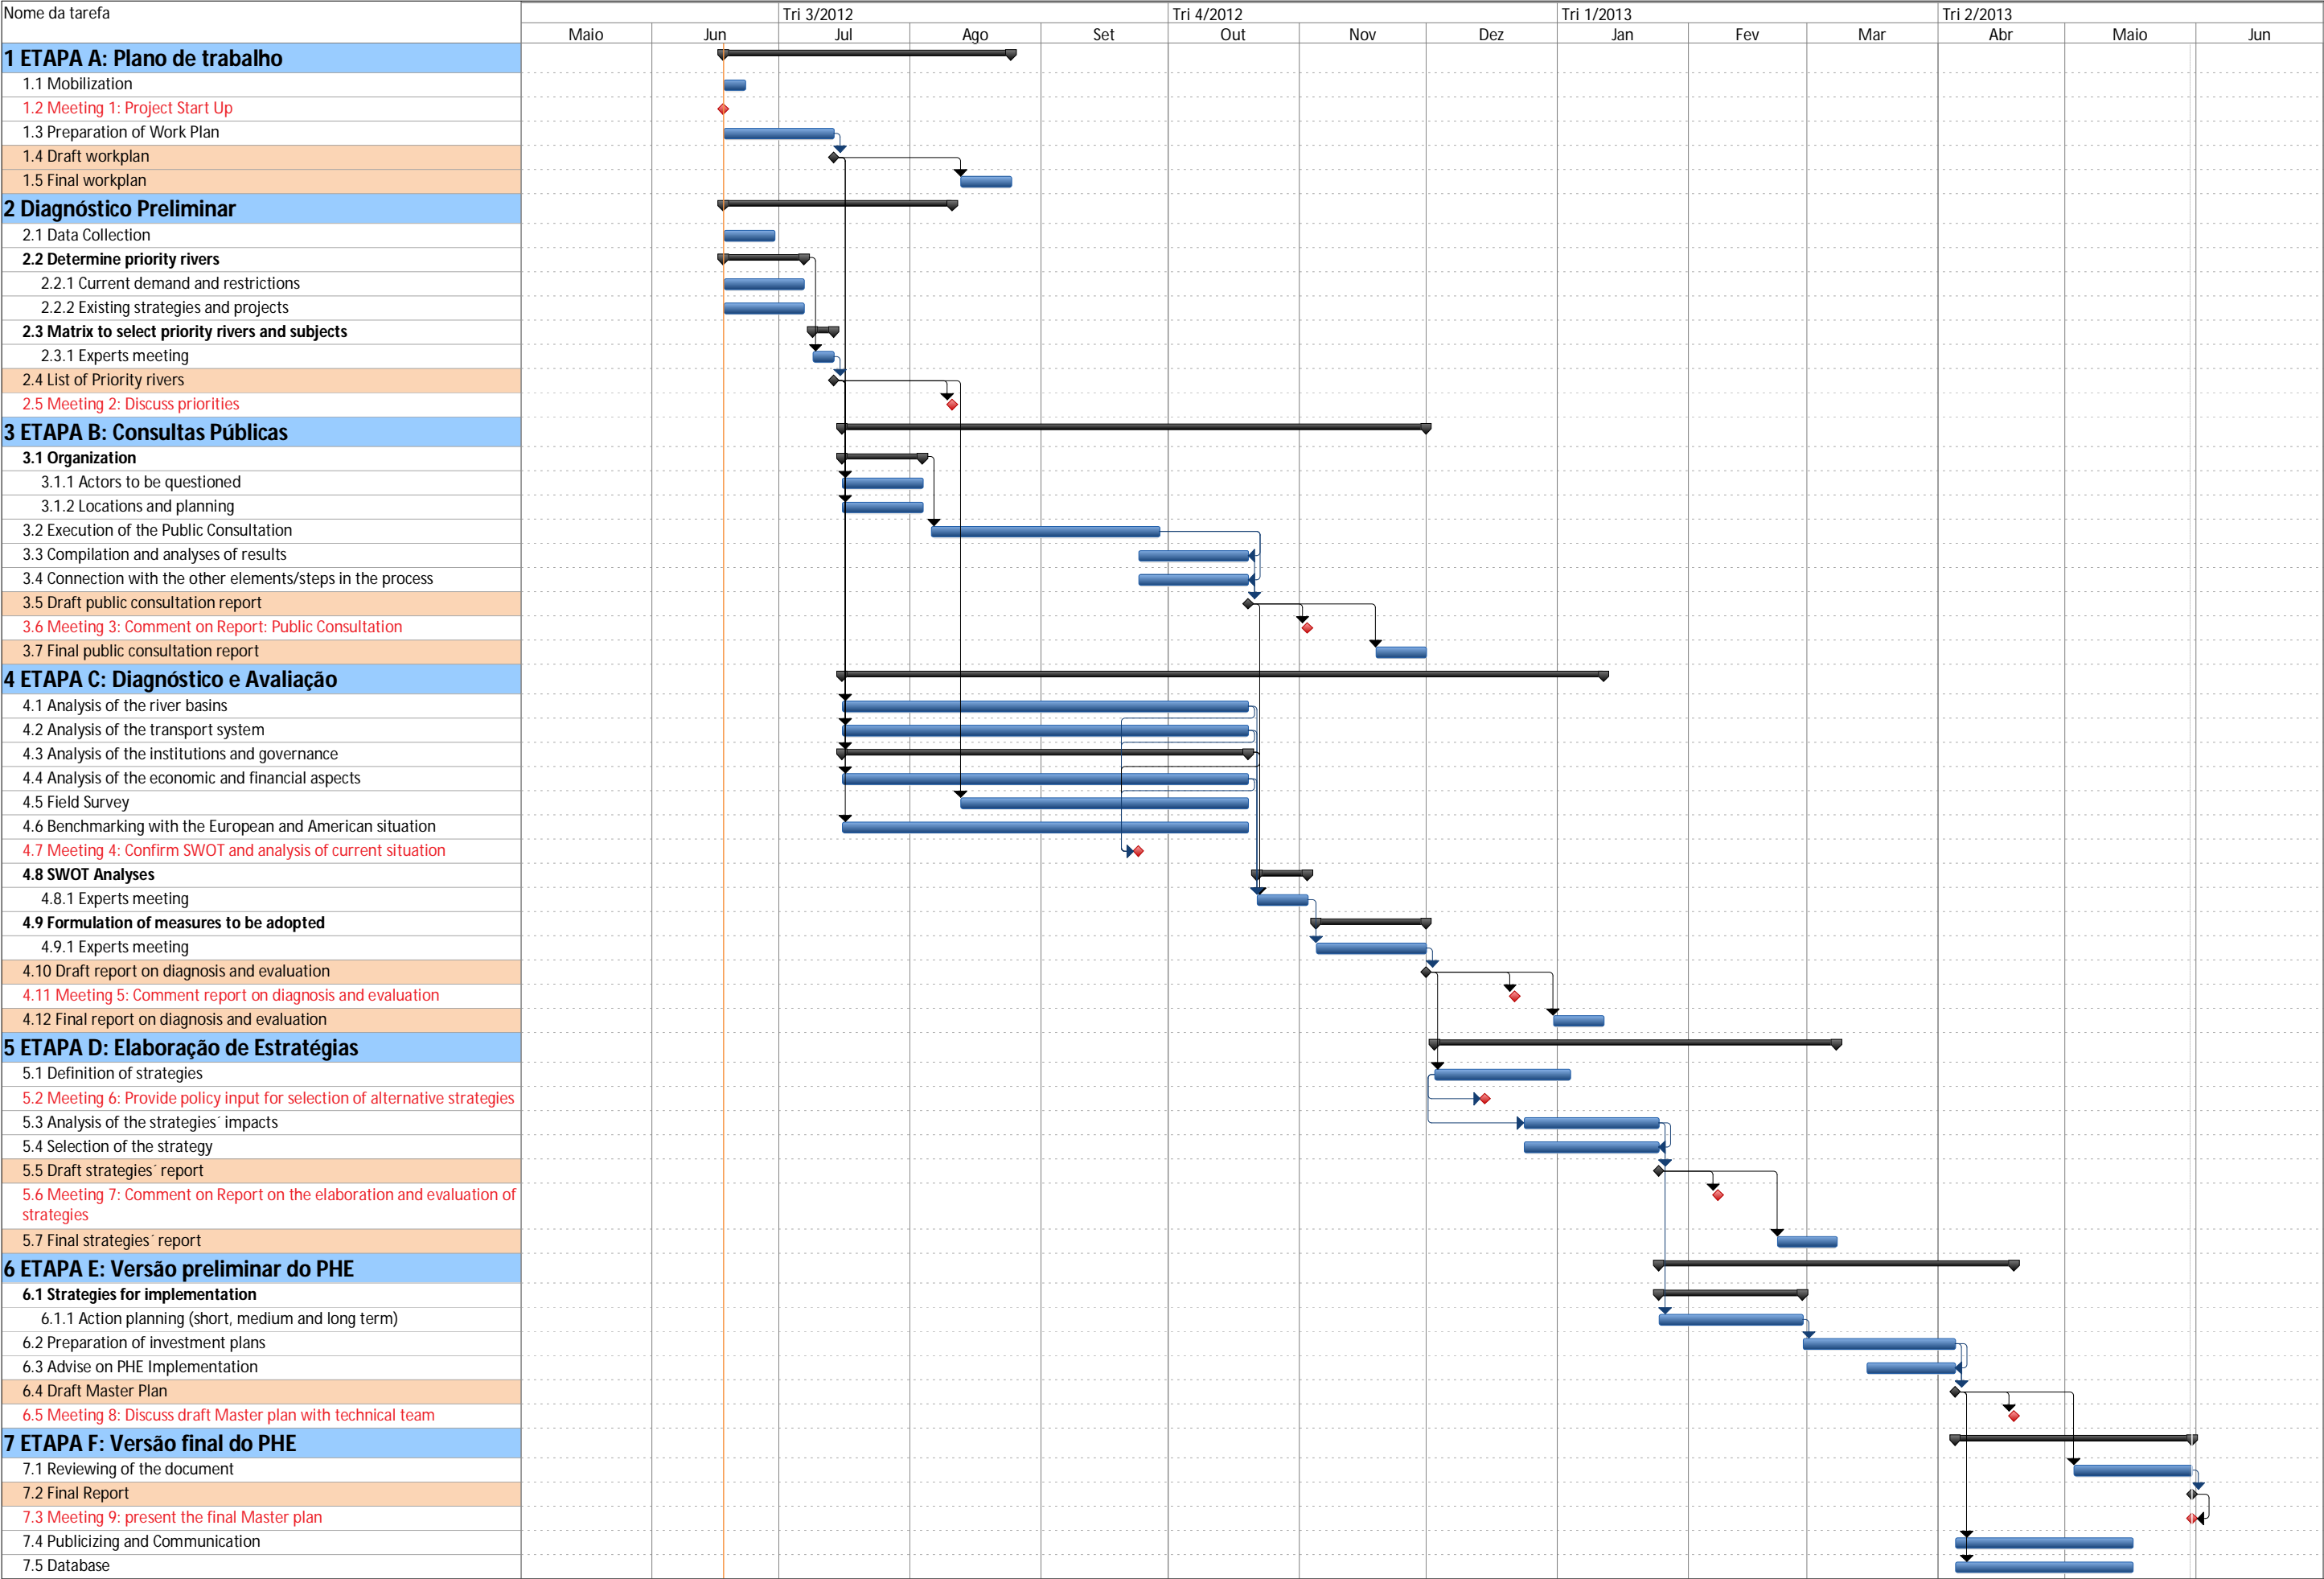 Nome da tarefa
Tri 3/2012 Tri 4/2012 Tri 1/2013 Tri 2/2013
Maio Jun Jul Ago Set Out Nov Dez Jan Fev Mar Abr Maio Jun
1 ETAPA A: Plano de trabalho
1.1 Mobilization
1.2 Meeting 1: Project Start Up
1.3 Preparation of Work Plan
1.4 Draft workplan
1.5 Final workplan
2 Diagnóstico Preliminar
2.1 Data Collection
2.2 Determine priority rivers
2.2.1 Current demand and restrictions
2.2.2 Existing strategies and projects
2.3 Matrix to select priority rivers and subjects
2.3.1 Experts meeting
2.4 List of Priority rivers
2.5 Meeting 2: Discuss priorities
3 ETAPA B: Consultas Públicas
3.1 Organization
3.1.1 Actors to be questioned
3.1.2 Locations and planning
3.2 Execution of the Public Consultation
3.3 Compilation and analyses of results
3.4 Connection with the other elements/steps in the process
3.5 Draft public consultation report
3.6 Meeting 3: Comment on Report: Public Consultation
3.7 Final public consultation report
4 ETAPA C: Diagnóstico e Avaliação
4.1 Analysis of the river basins
4.2 Analysis of the transport system
4.3 Analysis of the institutions and governance
4.4 Analysis of the economic and financial aspects
4.5 Field Survey
4.6 Benchmarking with the European and American situation
4.7 Meeting 4: Confirm SWOT and analysis of current situation
4.8 SWOT Analyses
4.8.1 Experts meeting
4.9 Formulation of measures to be adopted
4.9.1 Experts meeting
4.10 Draft report on diagnosis and evaluation
4.11 Meeting 5: Comment report on diagnosis and evaluation
4.12 Final report on diagnosis and evaluation
5 ETAPA D: Elaboração de Estratégias
5.1 Definition of strategies
5.2 Meeting 6: Provide policy input for selection of alternative strategies
5.3 Analysis of the strategies´ impacts
5.4 Selection of the strategy
5.5 Draft strategies´ report
5.6 Meeting 7: Comment on Report on the elaboration and evaluation of
strategies
5.7 Final strategies´ report
6 ETAPA E: Versão preliminar do PHE
6.1 Strategies for implementation
6.1.1 Action planning (short, medium and long term)
6.2 Preparation of investment plans
6.3 Advise on PHE Implementation
6.4 Draft Master Plan
6.5 Meeting 8: Discuss draft Master plan with technical team
7 ETAPA F: Versão final do PHE
7.1 Reviewing of the document
7.2 Final Report
7.3 Meeting 9: present the final Master plan
7.4 Publicizing and Communication
7.5 Database